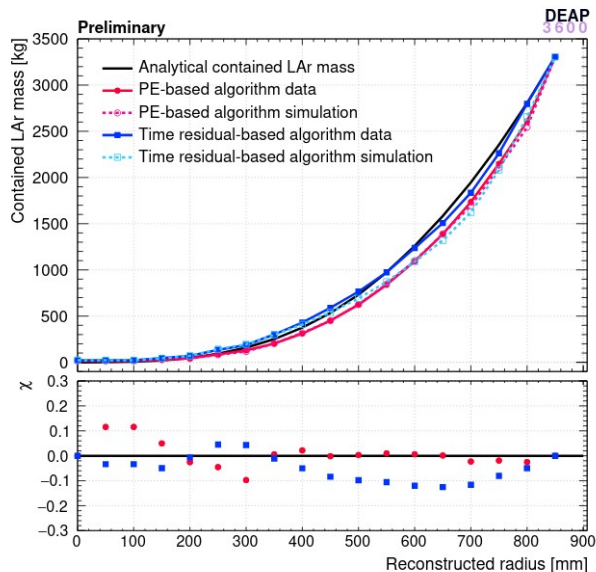 DEAP
Preliminary
3600
Contained LAr mass [kg]
3500
3000
2500
2000
1500
1000
500
0
Analytical contained LAr mass
PE-based algorithm data
PE-based algorithm simulation
Time residual-based algorithm data
Time residual-based algorithm simulation
χ
0.3
0.2
0.1
0.0
−0.1
−0.2
−0.3
0 100 200 300 400 500 600 700 800 900
Reconstructed radius [mm]